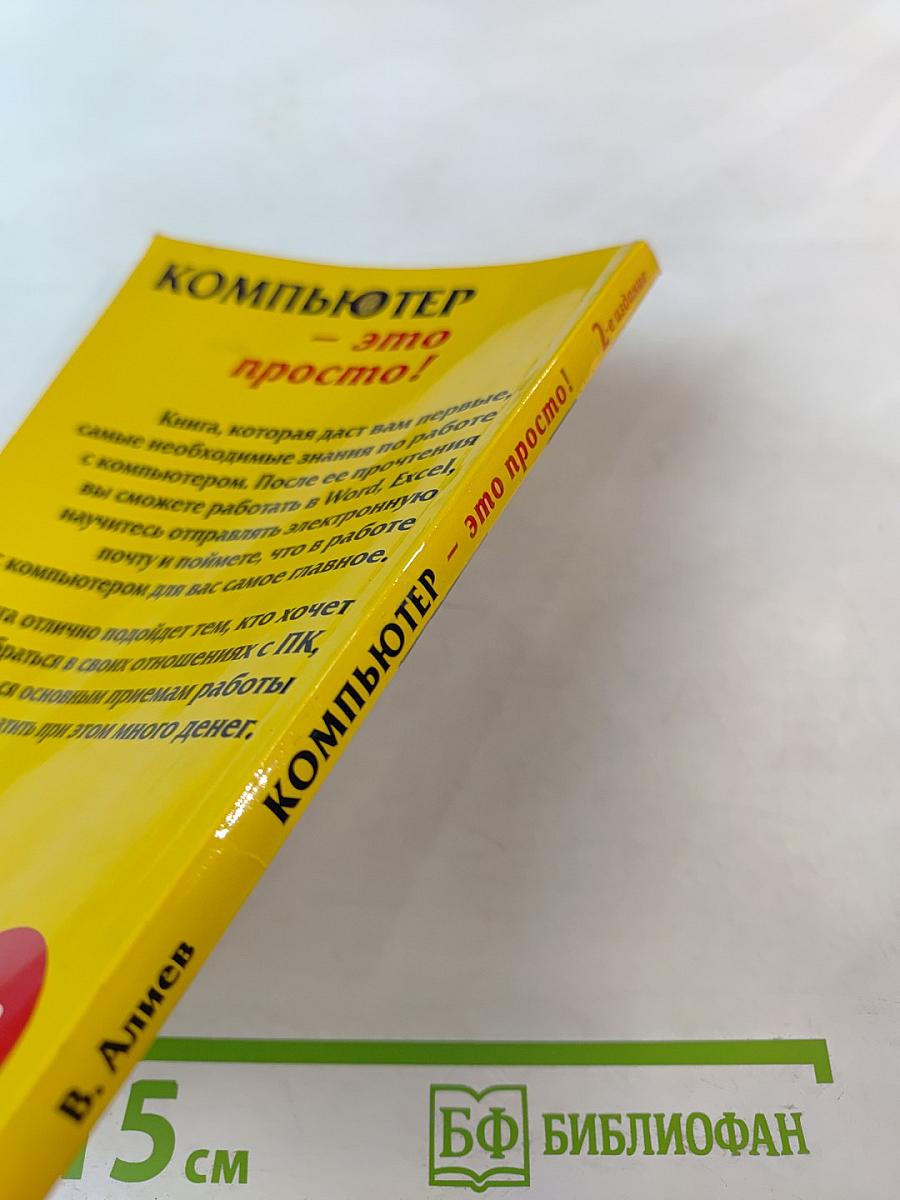 КОМПЬЮТЕР
– это
просто!
Книга, которая даст вам первые,
самые необходимые знания по работе
с компьютером. После ее прочтения
вы сможете работать в Word, Excel,
научитесь отправлять электронную
почту и поймете, что в работе
с компьютером для вас самое главное.
отлично подойдет тем, кто хочет
в своих отношениях с ПК,
основным приемам работы
при этом много денег.
В. Алиев КОМПЬЮТЕР – это просто! 2-е издание
15 см
БФ БИБЛИОФАН